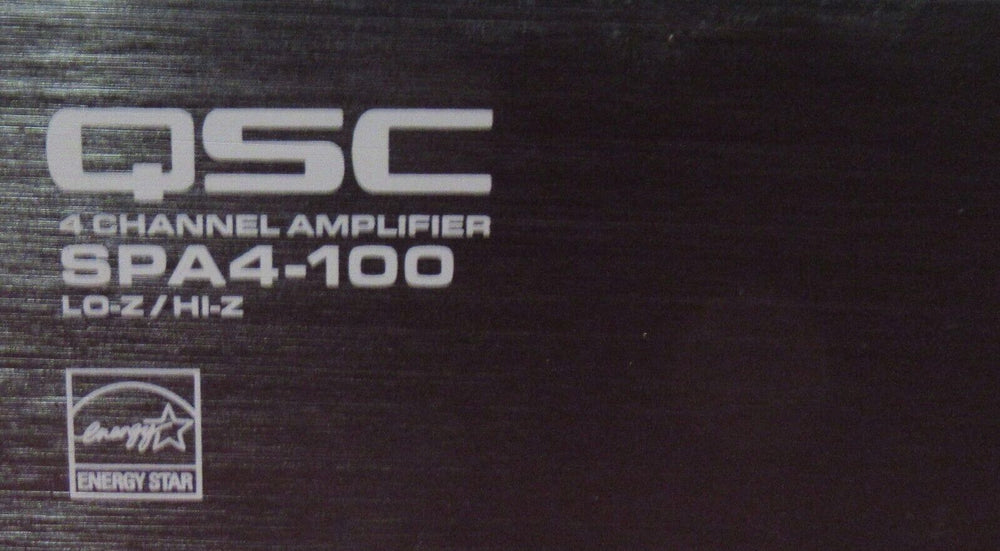 QSC
4 CHANNEL AMPLIFIER
SPA4-100
LO-Z/HI-Z
energy
ENERGY STAR